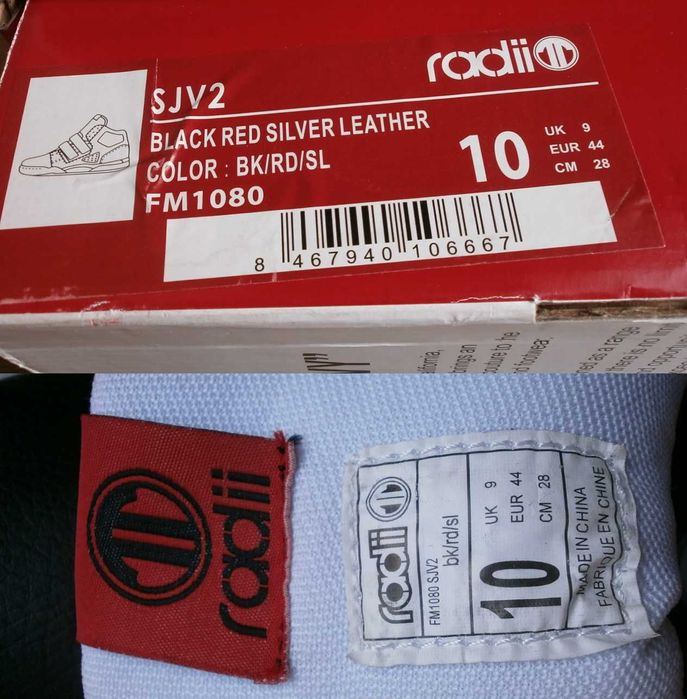 radii
SJV2
BLACK RED SILVER LEATHER
COLOR : BK/RD/SL
FM1080
10
UK 9
EUR 44
CM 28
8 467940 106667
radii
radii
FM1080 SJV2
bk/rd/sl
10
UK 9
EUR 44
CM 28
MADE IN CHINA
FABRIQUE EN CHINE